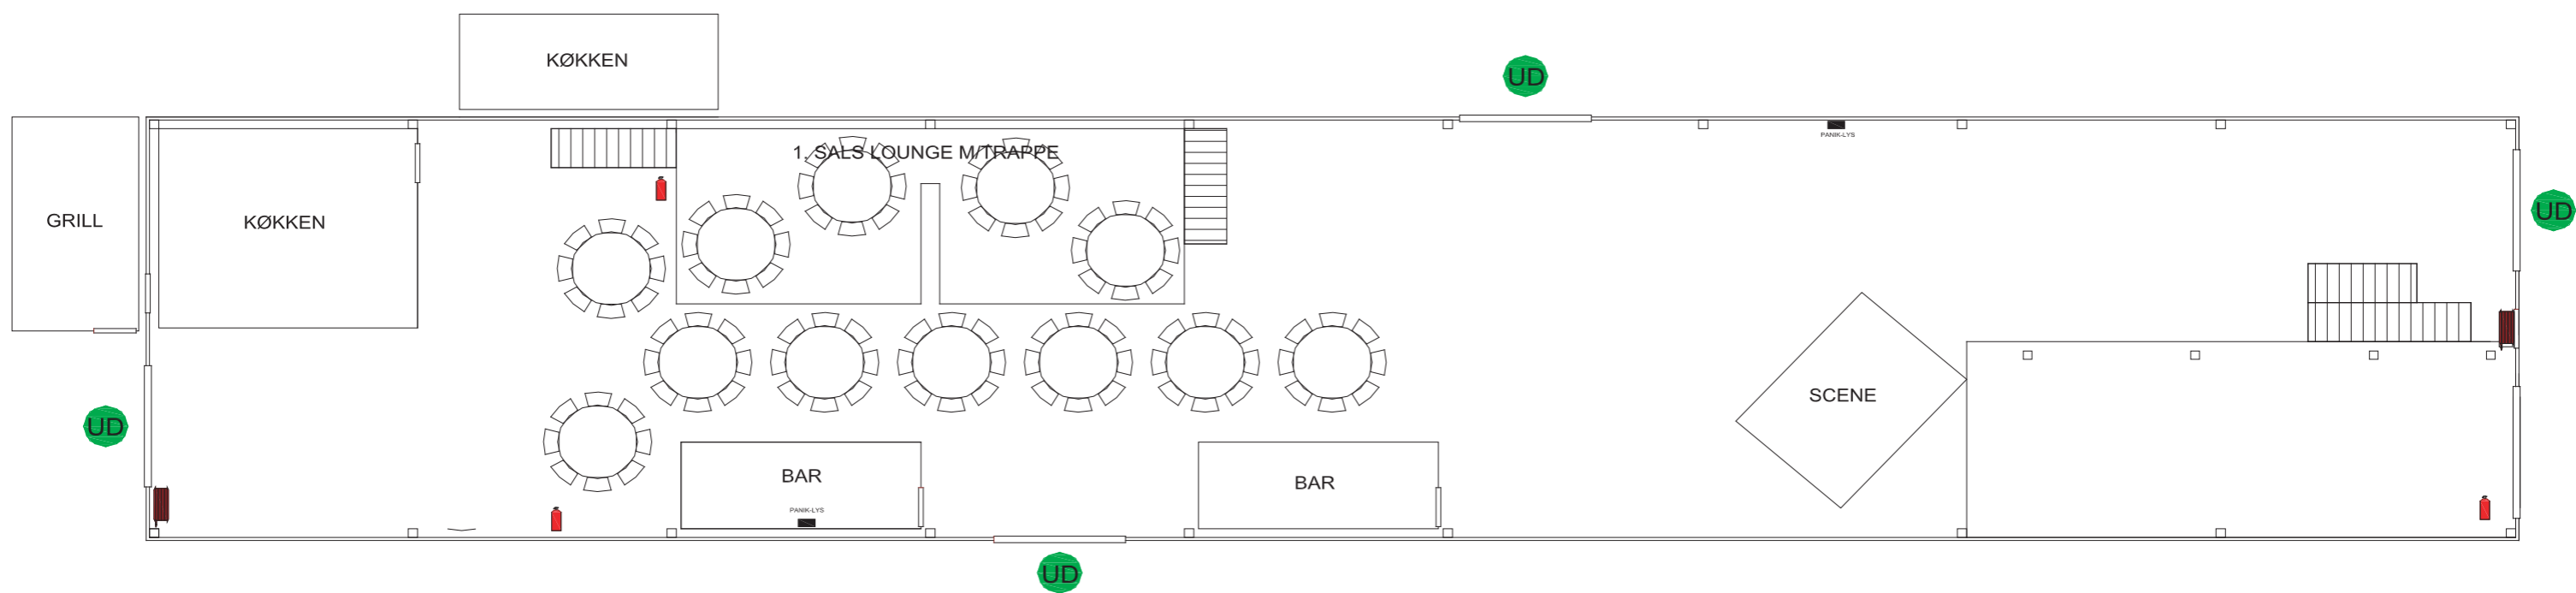 KØKKEN
UD
PANIK-LYS
1. SALS LOUNGE M/TRAPPE
GRILL
KØKKEN
UD
SCENE
UD
BAR
BAR
PANIK-LYS
UD